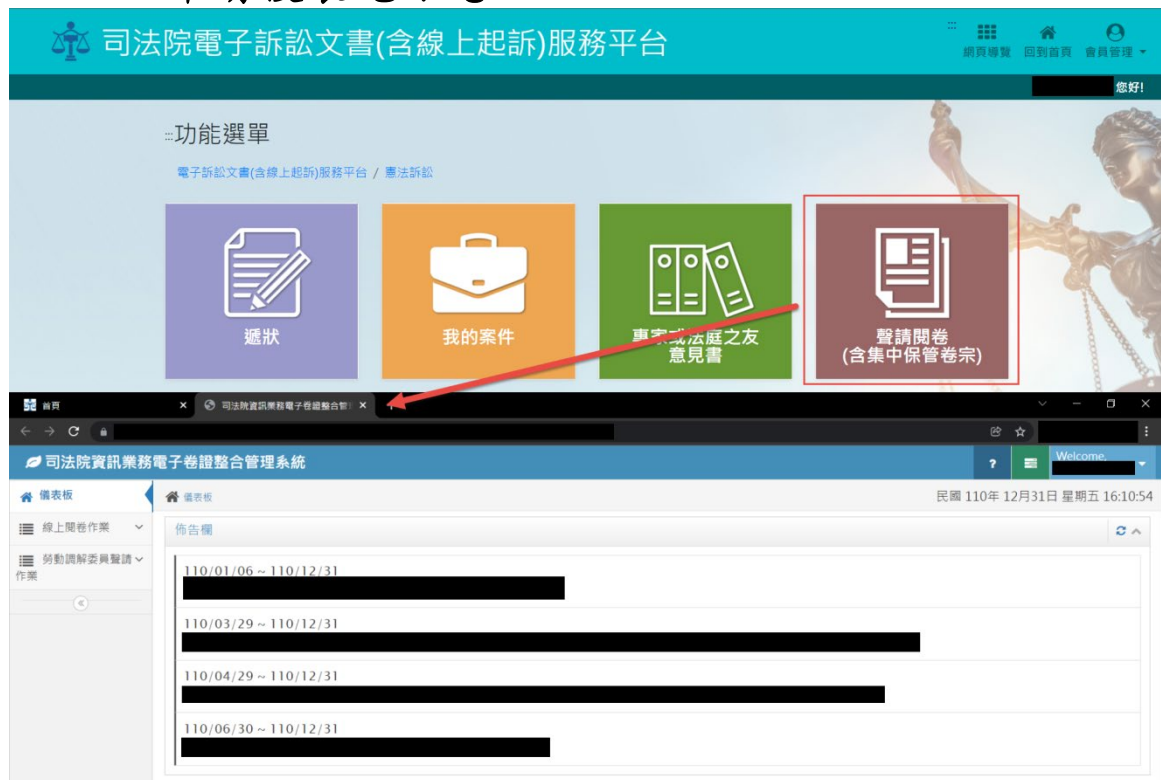 司法院電子訴訟文書(含線上起訴)服務平台
網頁導覽 回到首頁 會員管理
您好!
:::功能選單
電子訴訟文書(含線上起訴)服務平台 / 憲法訴訟
遞狀
我的案件
專家或法庭之友
意見書
聲請閱卷
(含集中保管卷宗)
首頁
司法院資訊業務電子卷證整合管
司法院資訊業務電子卷證整合管理系統
? Welcome,
儀表板
儀表板
民國 110年 12月31日 星期五 16:10:54
線上閱卷作業
勞動調解委員聲請
作業
佈告欄
110/01/06 ~ 110/12/31
110/03/29 ~ 110/12/31
110/04/29 ~ 110/12/31
110/06/30 ~ 110/12/31